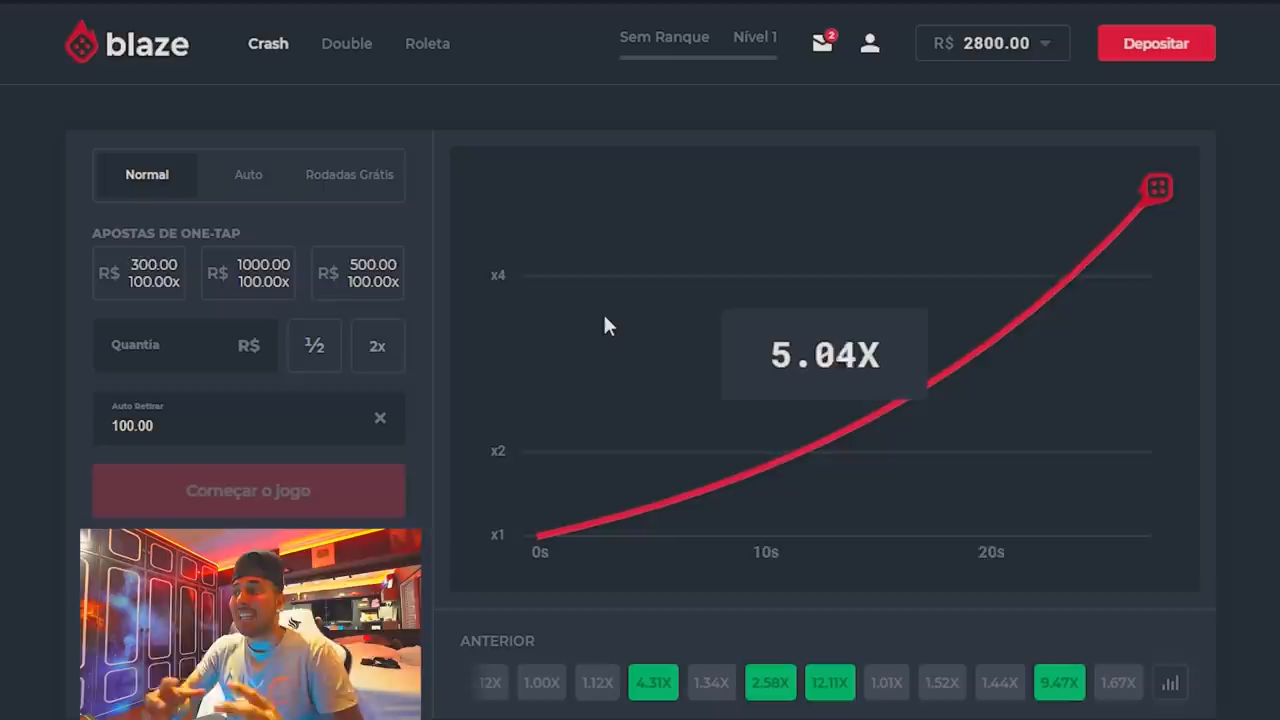 blaze Crash Double Roleta Sem Ranque Nível 1 2 R$ 2800.00 Depositar
Normal Auto Rodadas Grátis
APOSTAS DE ONE-TAP
R$ 300.00 100.00x
R$ 1000.00 100.00x
R$ 500.00 100.00x
Quantia R$ ½ 2x
Auto Retirar
100.00
Começar o jogo
x4
5.04X
x2
x1
0s 10s 20s
ANTERIOR
12X 1.00X 1.12X 4.31X 1.34X 2.58X 12.11X 1.01X 1.52X 1.44X 9.47X 1.67X